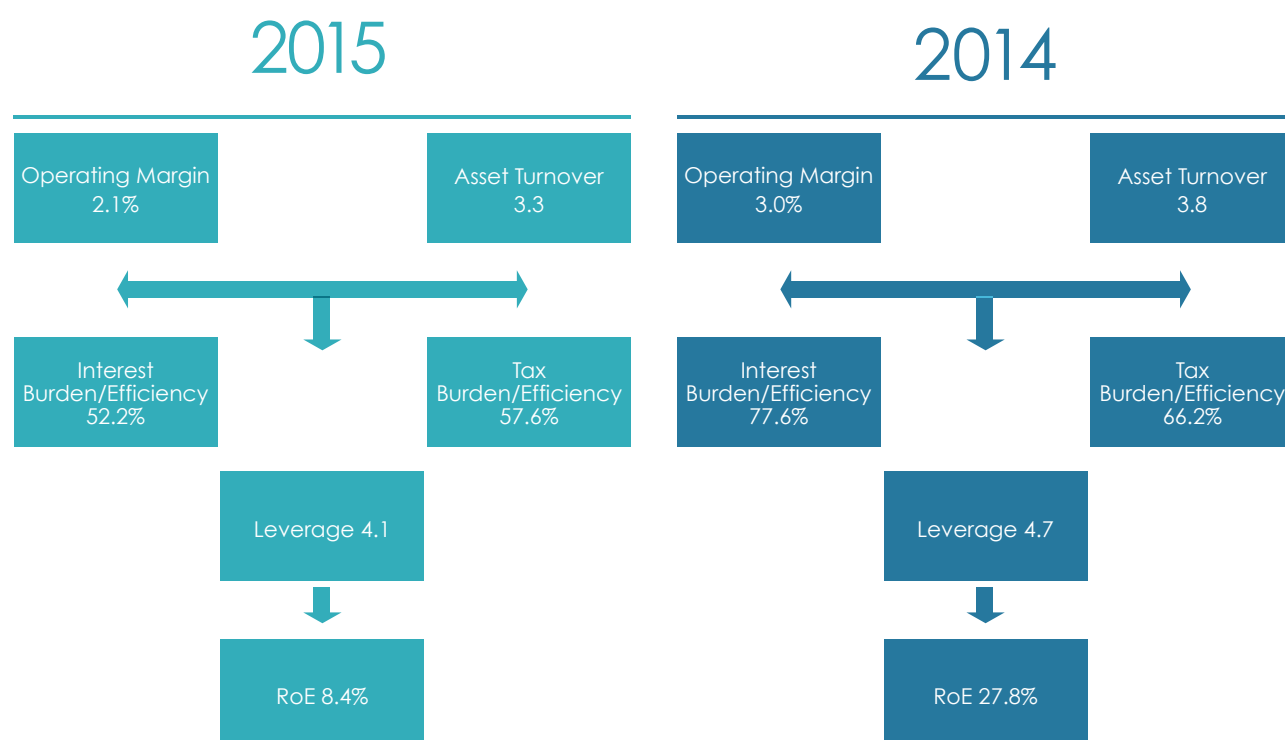 2015
Operating Margin
2.1%
Asset Turnover
3.3
Interest
Burden/Efficiency
52.2%
Tax
Burden/Efficiency
57.6%
Leverage 4.1
RoE 8.4%
2014
Operating Margin
3.0%
Asset Turnover
3.8
Interest
Burden/Efficiency
77.6%
Tax
Burden/Efficiency
66.2%
Leverage 4.7
RoE 27.8%